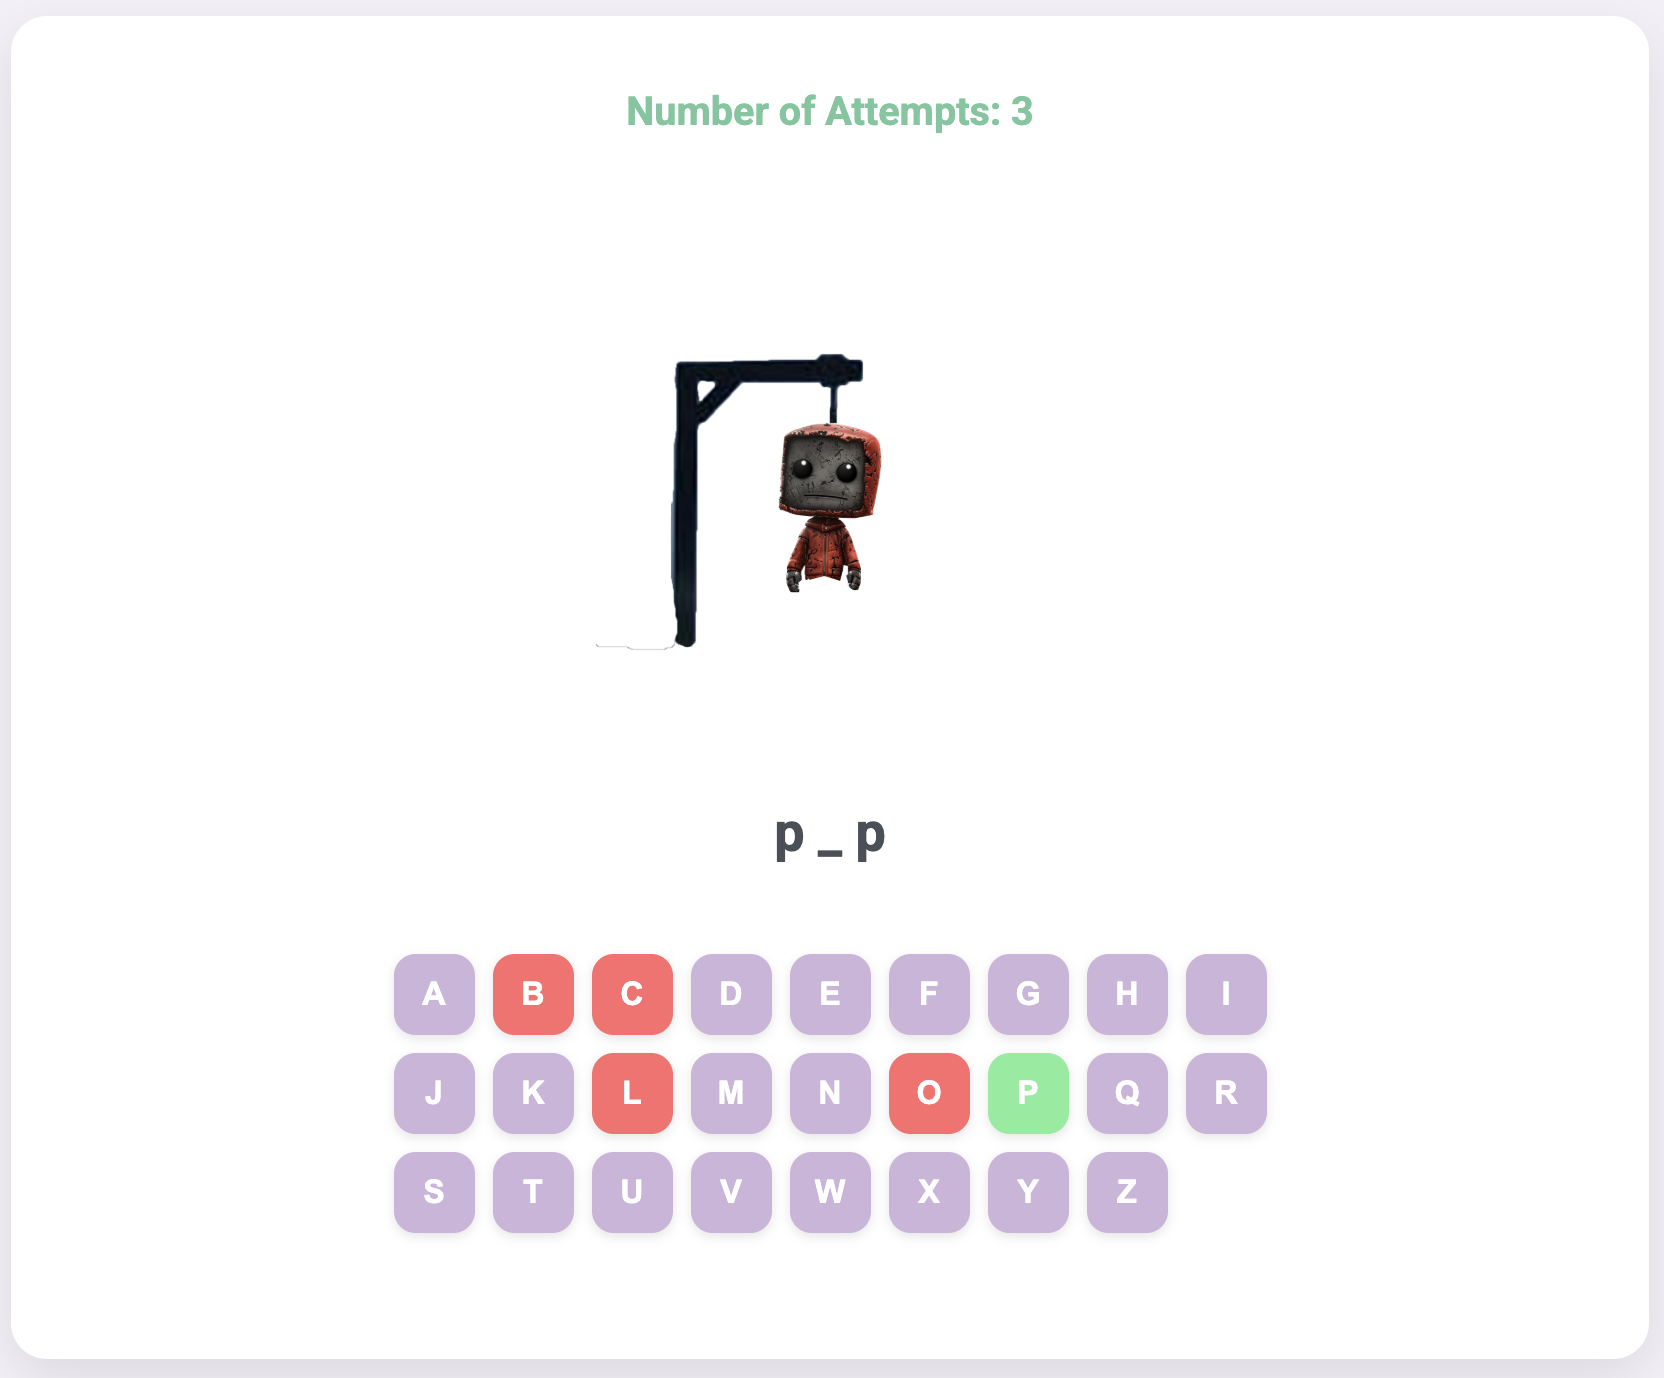 Number of Attempts: 3
p _ p
A B C D E F G H I
J K L M N O P Q R
S T U V W X Y Z